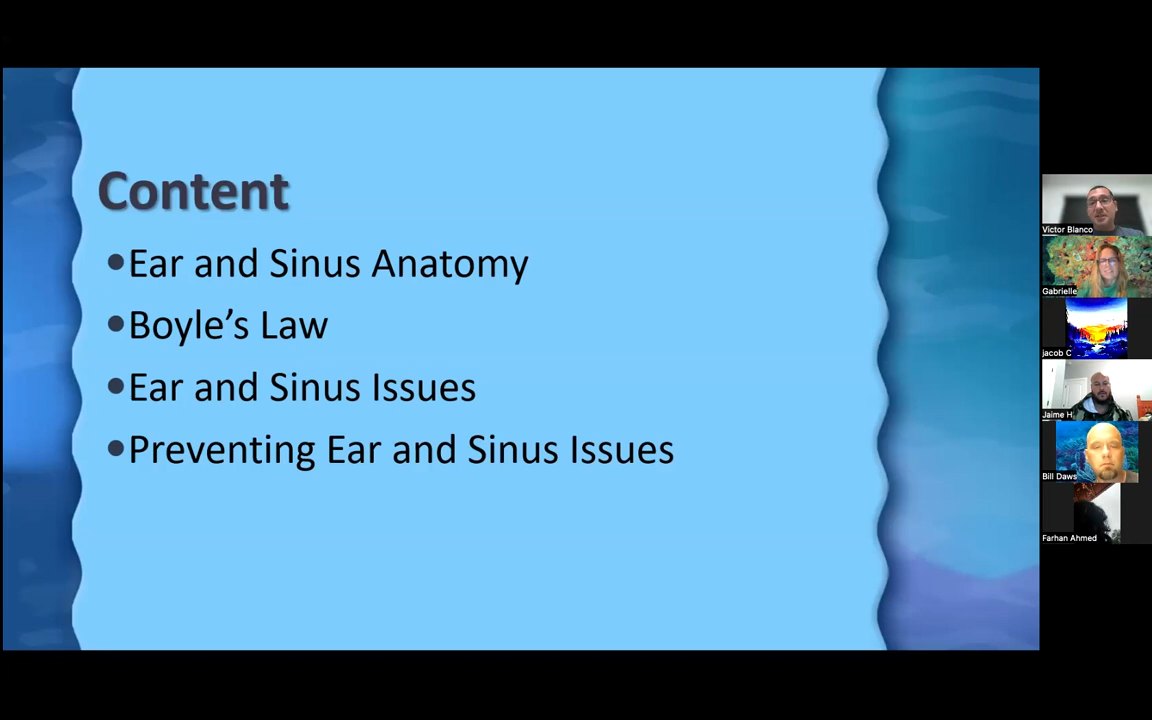 Content
•Ear and Sinus Anatomy
•Boyle’s Law
•Ear and Sinus Issues
•Preventing Ear and Sinus Issues
Victor Blanco
Gabrielle
jacob C
Jaime H
Bill Daws
Farhan Ahmed